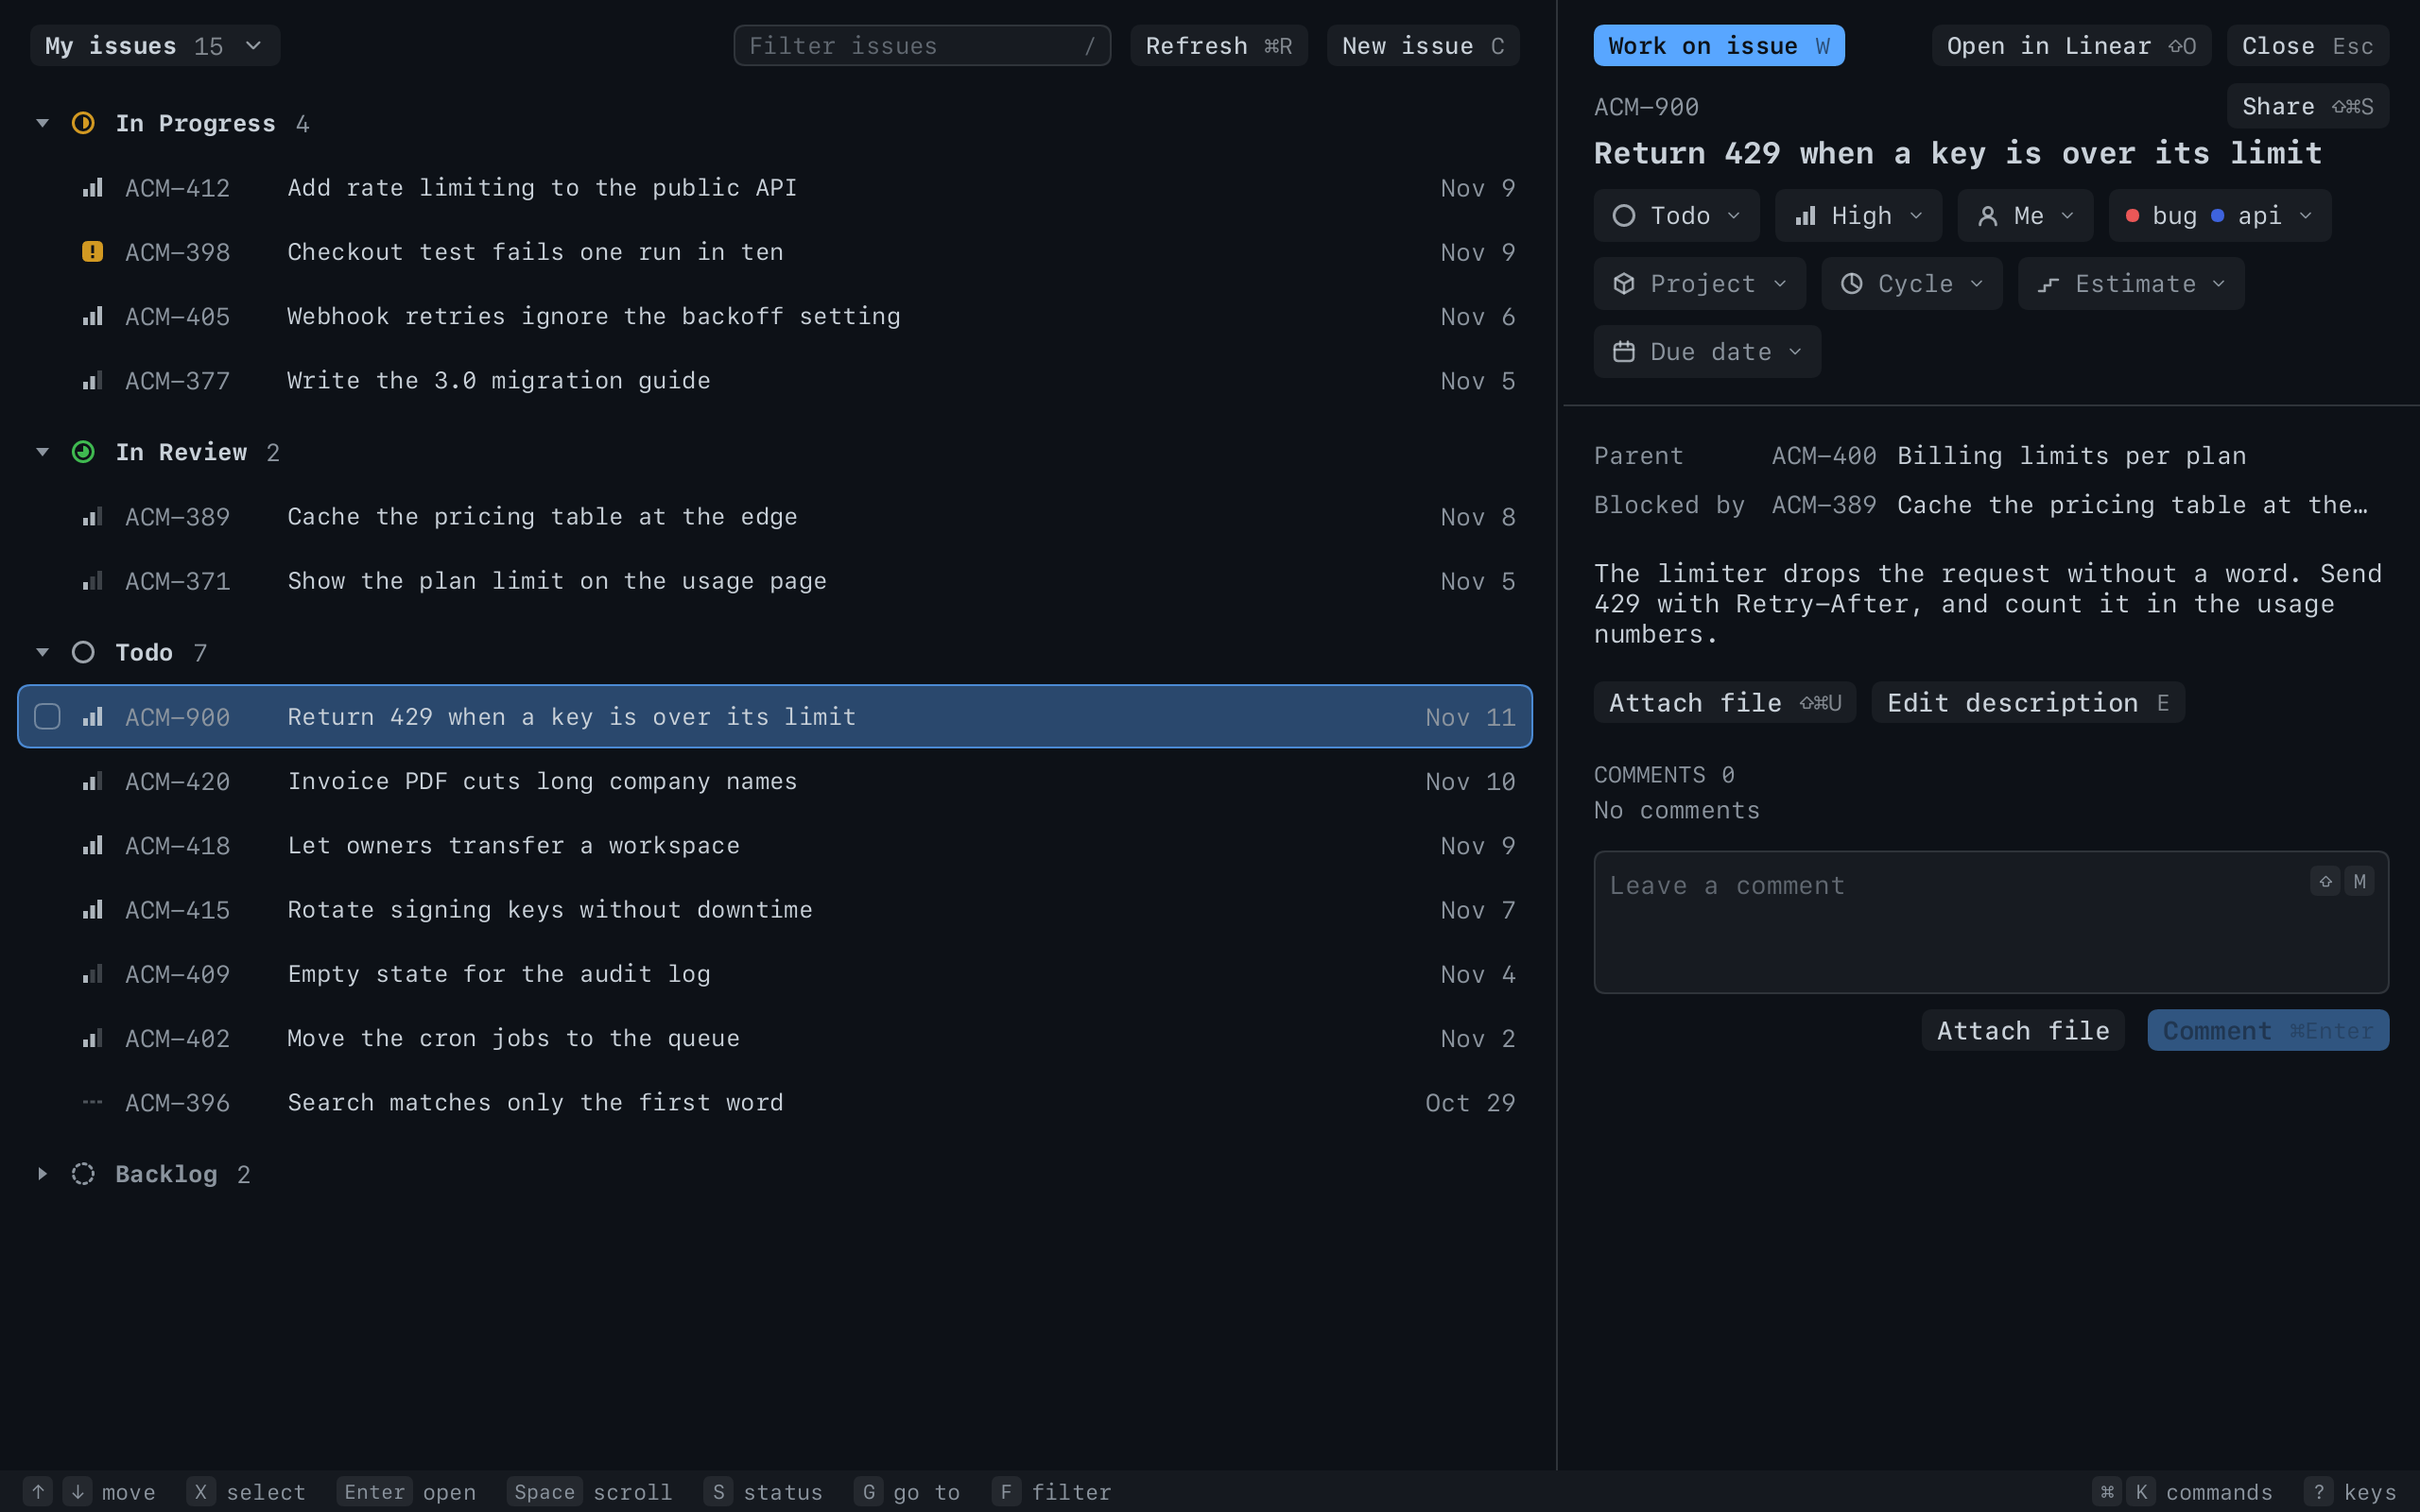 My issues 15
Filter issues /
Refresh ⌘R
New issue C
In Progress 4
ACM-412 Add rate limiting to the public API Nov 9
ACM-398 Checkout test fails one run in ten Nov 9
ACM-405 Webhook retries ignore the backoff setting Nov 6
ACM-377 Write the 3.0 migration guide Nov 5
In Review 2
ACM-389 Cache the pricing table at the edge Nov 8
ACM-371 Show the plan limit on the usage page Nov 5
Todo 7
ACM-900 Return 429 when a key is over its limit Nov 11
ACM-420 Invoice PDF cuts long company names Nov 10
ACM-418 Let owners transfer a workspace Nov 9
ACM-415 Rotate signing keys without downtime Nov 7
ACM-409 Empty state for the audit log Nov 4
ACM-402 Move the cron jobs to the queue Nov 2
ACM-396 Search matches only the first word Oct 29
Backlog 2
Work on issue W
Open in Linear ⇧O
Close Esc
ACM-900
Share ⇧⌘S
Return 429 when a key is over its limit
Todo High Me bug api
Project Cycle Estimate
Due date
Parent ACM-400 Billing limits per plan
Blocked by ACM-389 Cache the pricing table at the…
The limiter drops the request without a word. Send
429 with Retry-After, and count it in the usage
numbers.
Attach file ⇧⌘U
Edit description E
COMMENTS 0
No comments
Leave a comment ⇧ M
Attach file
Comment ⌘Enter
↑ ↓ move X select Enter open Space scroll S status G go to F filter
⌘ K commands ? keys